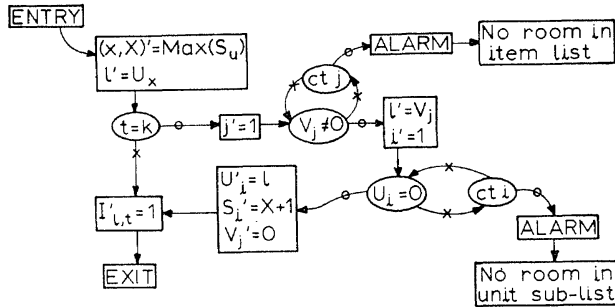 ENTRY
(x, X)'=Max(S_u)
l'=U_x
t=k
o
x
j'=1
V_j≠0
x
x
ct j
o
ALARM
No room in
item list
o
l'=V_j
i'=1
U_i=0
x
x
ct i
o
ALARM
No room in
unit sub-list
o
U'_i=l
S_i'=X+1
V_j'=0
I'_l,t=1
EXIT